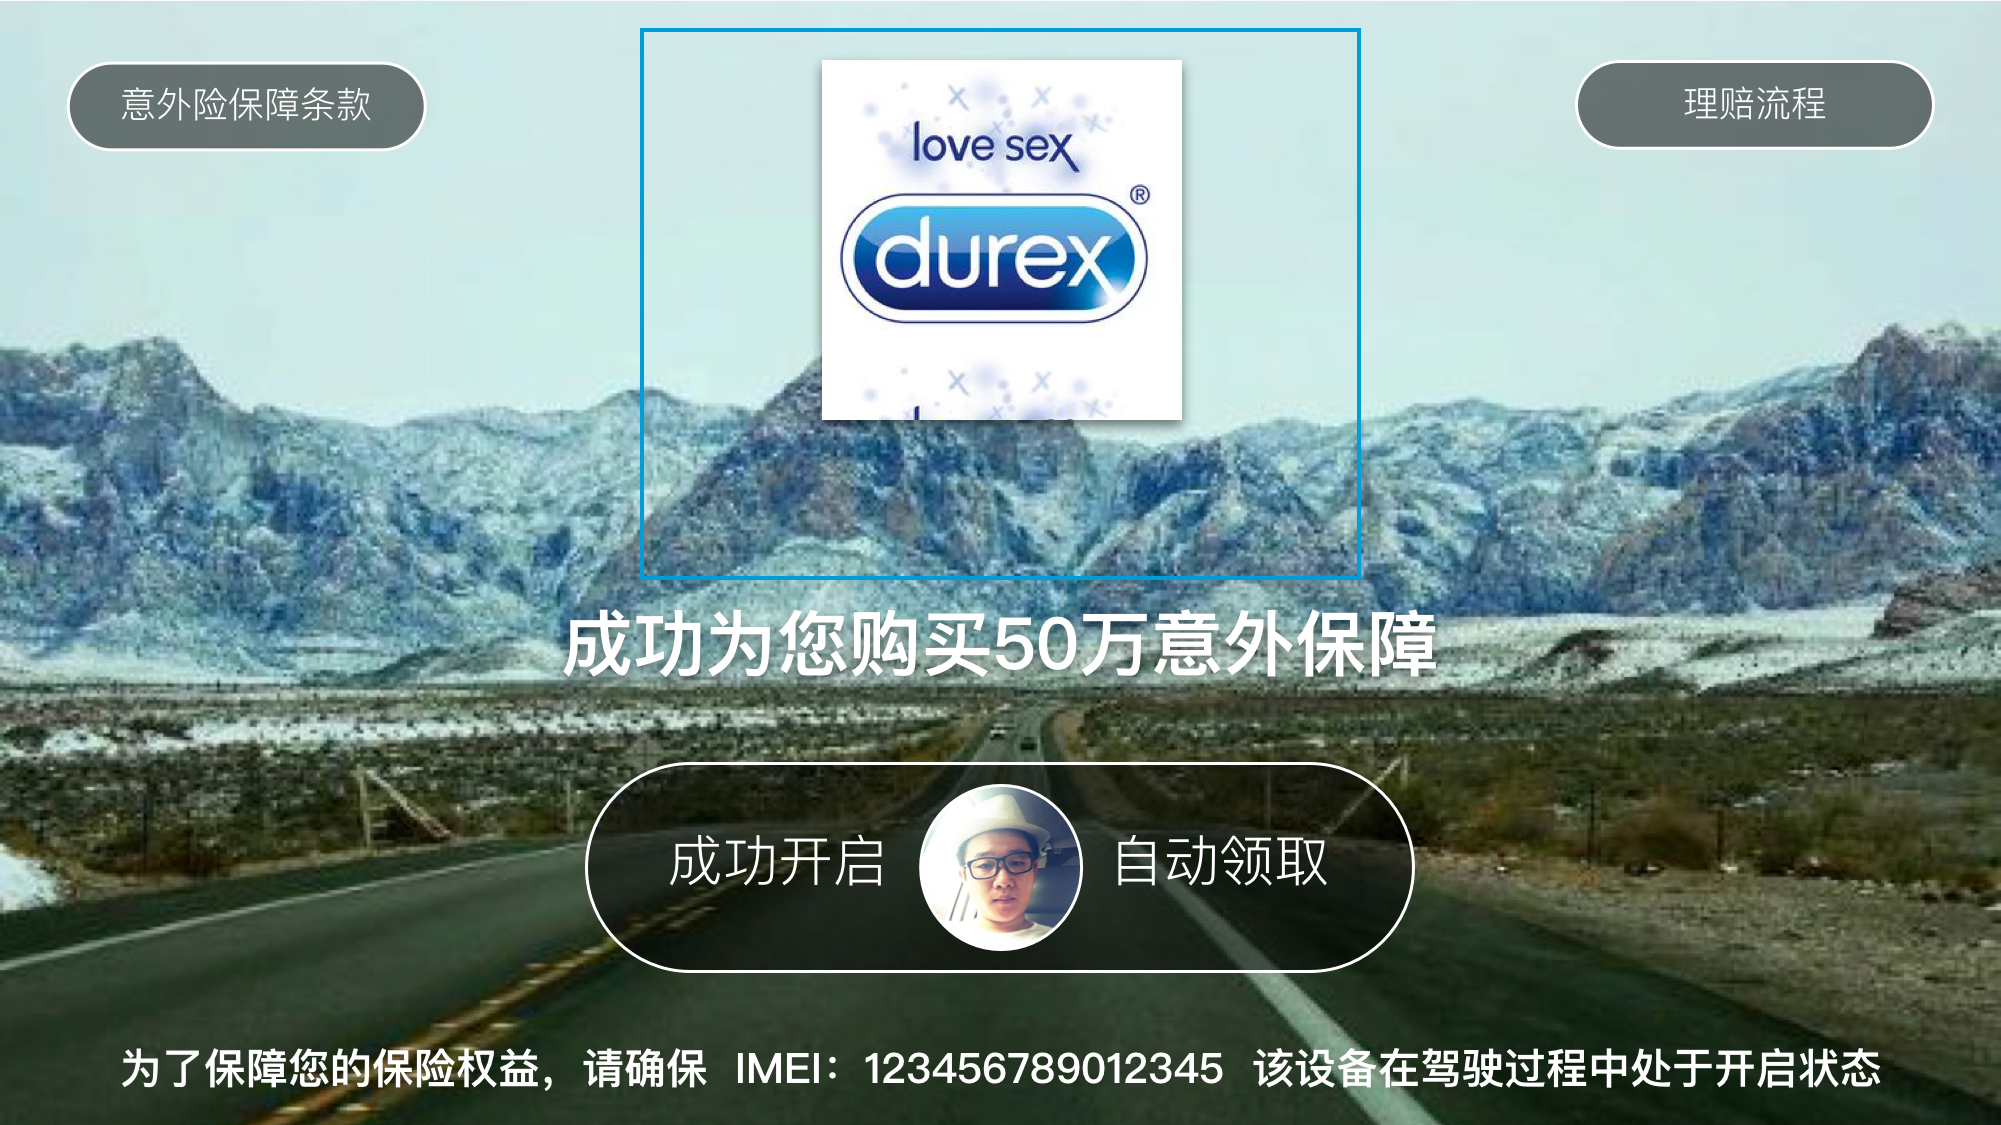 意外险保障条款
理赔流程
love sex
durex®
成功为您购买50万意外保障
成功开启
自动领取
为了保障您的保险权益，请确保 IMEI：123456789012345 该设备在驾驶过程中处于开启状态